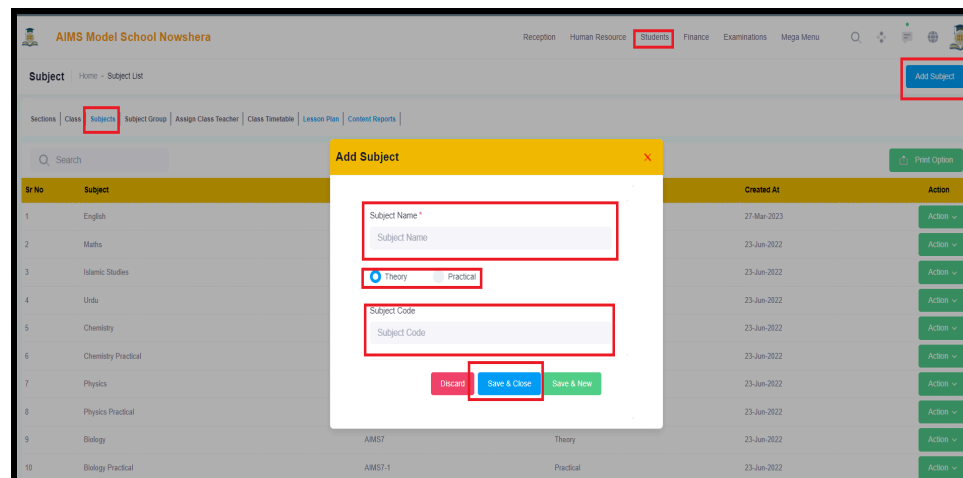 AIMS Model School Nowshera
Reception Human Resource Students Finance Examinations Mega Menu
Subject Home - Subject List
Add Subject
Sections Class Subjects Subject Group Assign Class Teacher Class Timetable Lesson Plan Content Reports
Search
Print Option
Add Subject X
Sr No Subject Created At Action
1 English 27-Mar-2023 Action
2 Maths 23-Jun-2022 Action
3 Islamic Studies 23-Jun-2022 Action
4 Urdu 23-Jun-2022 Action
5 Chemistry 23-Jun-2022 Action
6 Chemistry Practical 23-Jun-2022 Action
7 Physics 23-Jun-2022 Action
8 Physics Practical 23-Jun-2022 Action
9 Biology AIMS7 Theory 23-Jun-2022 Action
10 Biology Practical AIMS7-1 Practical 23-Jun-2022 Action
Subject Name *
Subject Name
Theory Practical
Subject Code
Subject Code
Discard Save & Close Save & New